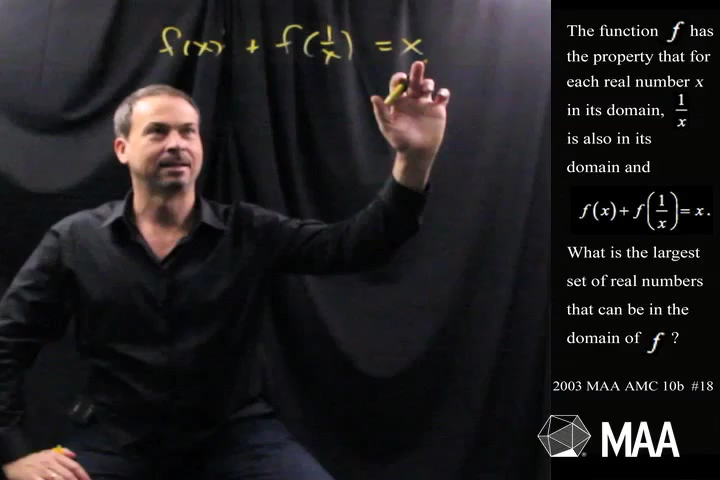 f(x) + f(1/x) = x
The function f has
the property that for
each real number x
in its domain, 1/x
is also in its
domain and
f(x)+f(1/x)=x.
What is the largest
set of real numbers
that can be in the
domain of f ?
2003 MAA AMC 10b #18
MAA